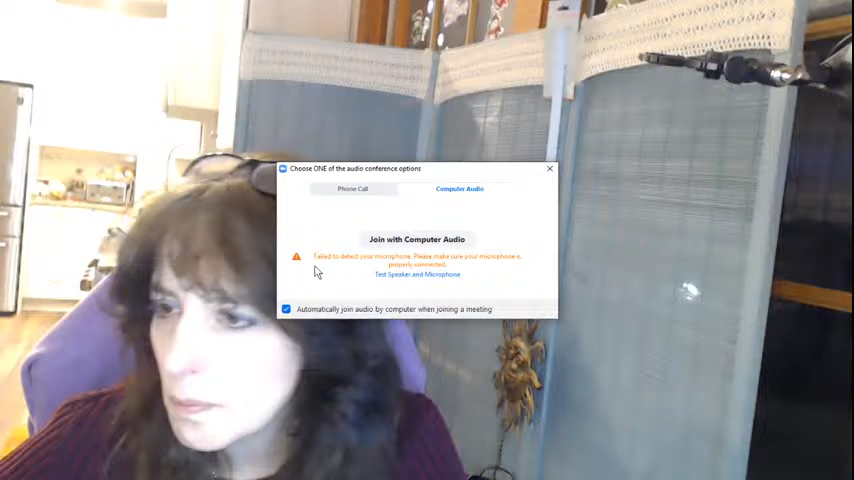 Choose ONE of the audio conference options
Phone Call
Computer Audio
Join with Computer Audio
Failed to detect your microphone. Please make sure your microphone is
properly connected.
Test Speaker and Microphone
Automatically join audio by computer when joining a meeting